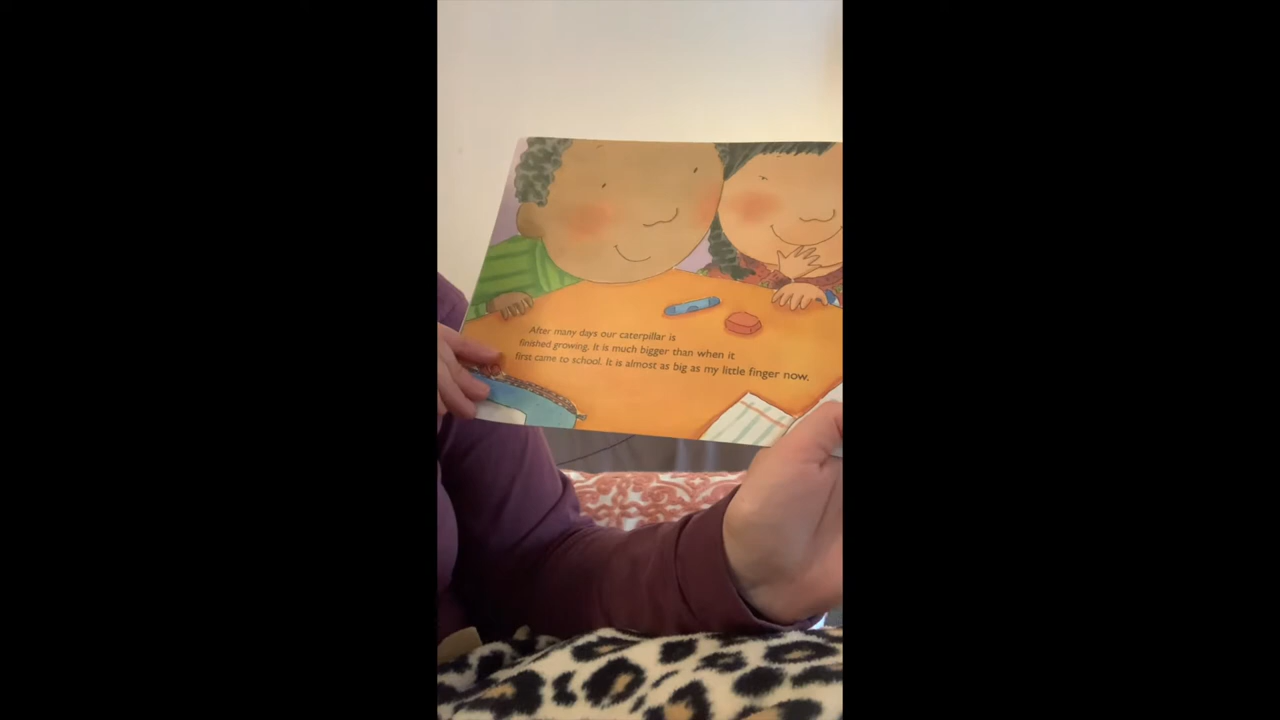 After many days our caterpillar is
finished growing. It is much bigger than when it
first came to school. It is almost as big as my little finger now.